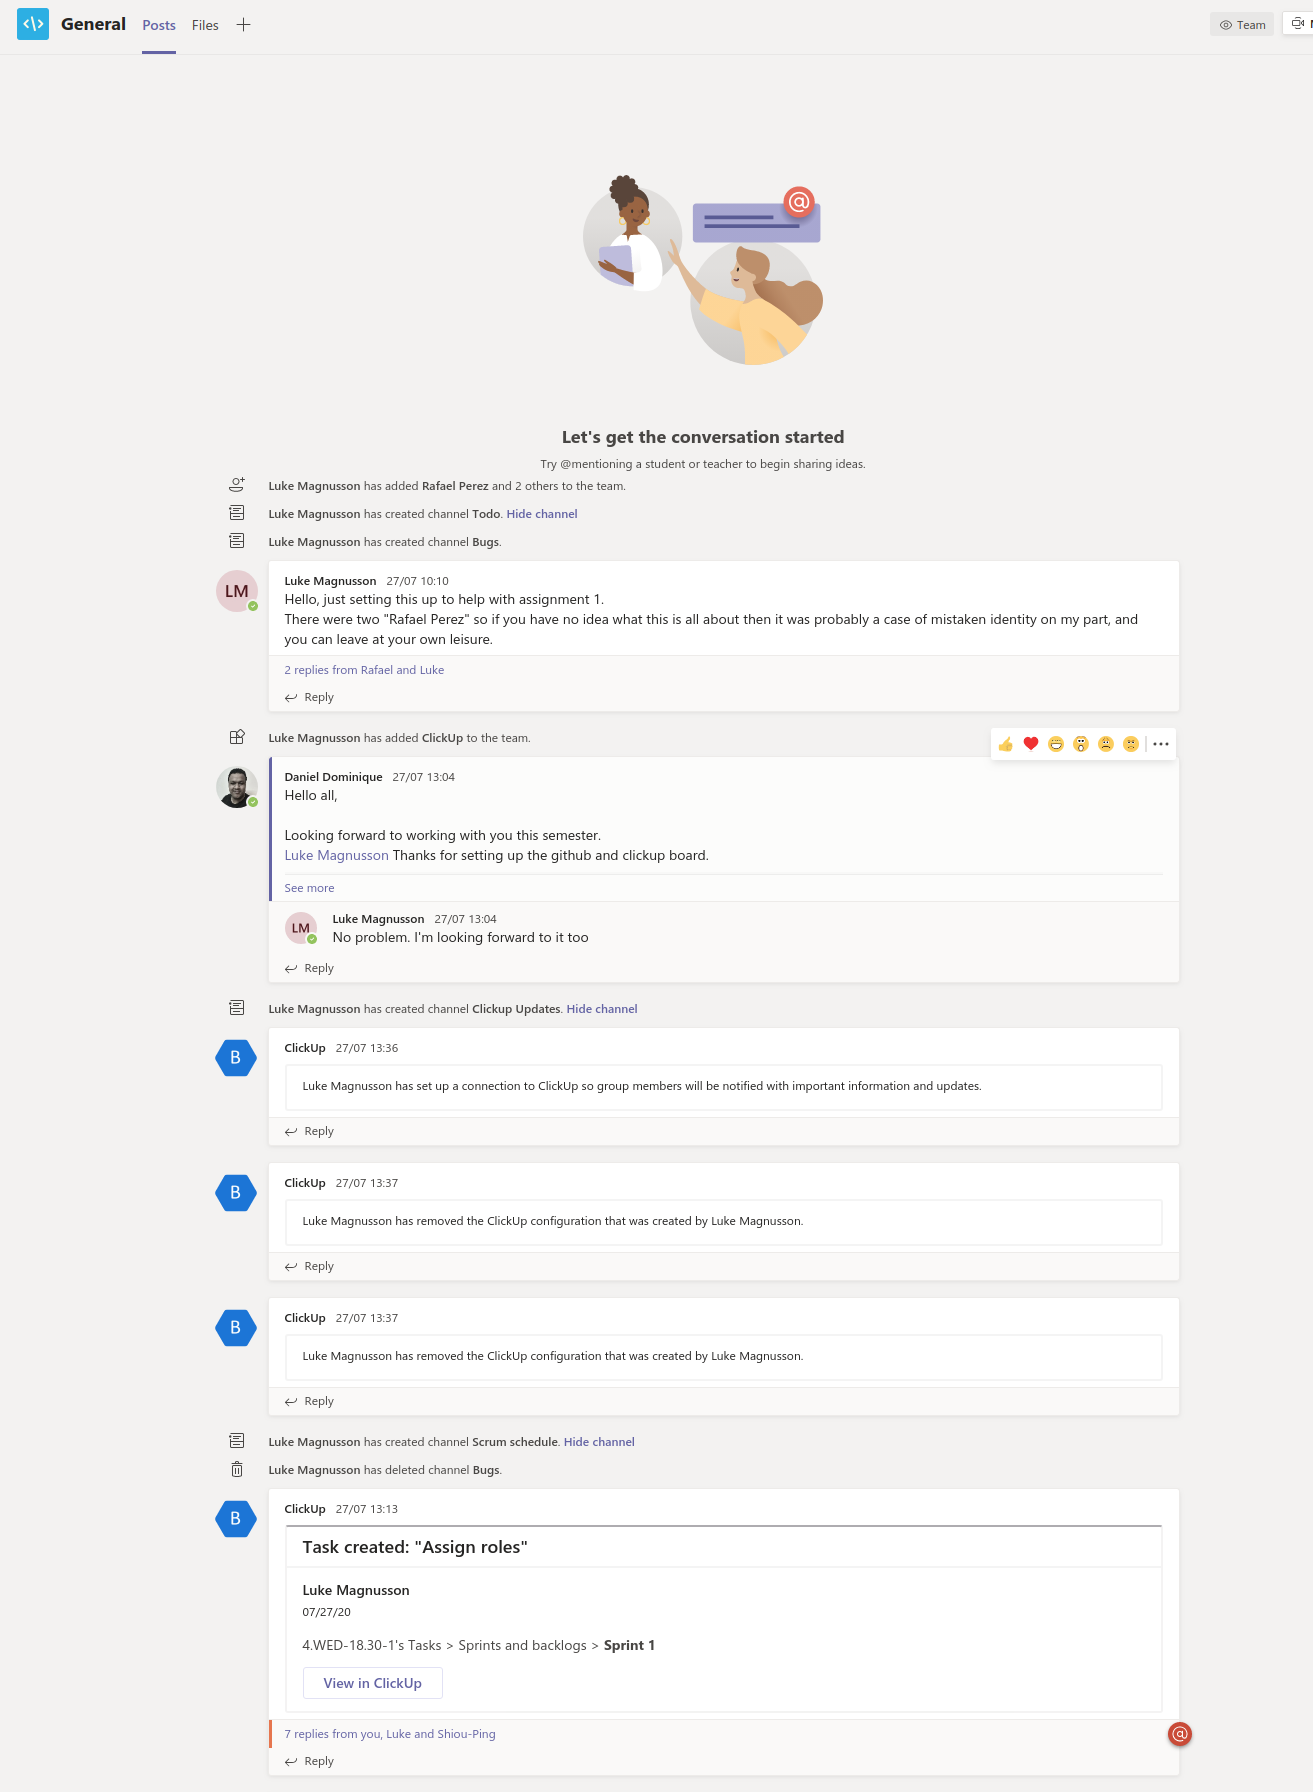 General Posts Files
Team
Let's get the conversation started
Try @mentioning a student or teacher to begin sharing ideas.
Luke Magnusson has added Rafael Perez and 2 others to the team.
Luke Magnusson has created channel Todo. Hide channel
Luke Magnusson has created channel Bugs.
LM
Luke Magnusson 27/07 10:10
Hello, just setting this up to help with assignment 1.
There were two "Rafael Perez" so if you have no idea what this is all about then it was probably a case of mistaken identity on my part, and
you can leave at your own leisure.
2 replies from Rafael and Luke
Reply
Luke Magnusson has added ClickUp to the team.
Daniel Dominique 27/07 13:04
Hello all,
Looking forward to working with you this semester.
Luke Magnusson Thanks for setting up the github and clickup board.
See more
LM
Luke Magnusson 27/07 13:04
No problem. I'm looking forward to it too
Reply
Luke Magnusson has created channel Clickup Updates. Hide channel
B
ClickUp 27/07 13:36
Luke Magnusson has set up a connection to ClickUp so group members will be notified with important information and updates.
Reply
B
ClickUp 27/07 13:37
Luke Magnusson has removed the ClickUp configuration that was created by Luke Magnusson.
Reply
B
ClickUp 27/07 13:37
Luke Magnusson has removed the ClickUp configuration that was created by Luke Magnusson.
Reply
Luke Magnusson has created channel Scrum schedule. Hide channel
Luke Magnusson has deleted channel Bugs.
B
ClickUp 27/07 13:13
Task created: "Assign roles"
Luke Magnusson
07/27/20
4.WED-18.30-1's Tasks > Sprints and backlogs > Sprint 1
View in ClickUp
7 replies from you, Luke and Shiou-Ping
@
Reply